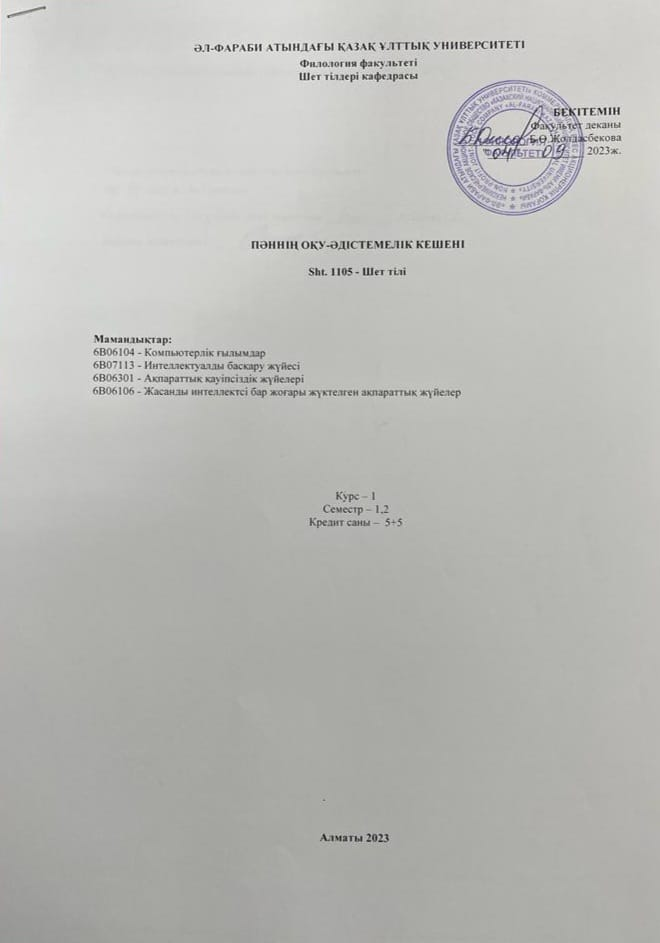 ӘЛ-ФАРАБИ АТЫНДАҒЫ ҚАЗАҚ ҰЛТТЫҚ УНИВЕРСИТЕТІ
Филология факультеті
Шет тілдері кафедрасы
БЕКІТЕМІН
Факультет деканы
Б.Ө.Жолдасбекова
04 09 2023ж.
ПӘННІҢ ОҚУ-ӘДІСТЕМЕЛІК КЕШЕНІ
Sht. 1105 - Шет тілі
Мамандықтар:
6B06104 - Компьютерлік ғылымдар
6B07113 - Интеллектуалды басқару жүйесі
6B06301 - Ақпараттық қауіпсіздік жүйелері
6B06106 - Жасанды интеллектсі бар жоғары жүктелген ақпараттық жүйелер
Курс – 1
Семестр – 1,2
Кредит саны – 5+5
Алматы 2023